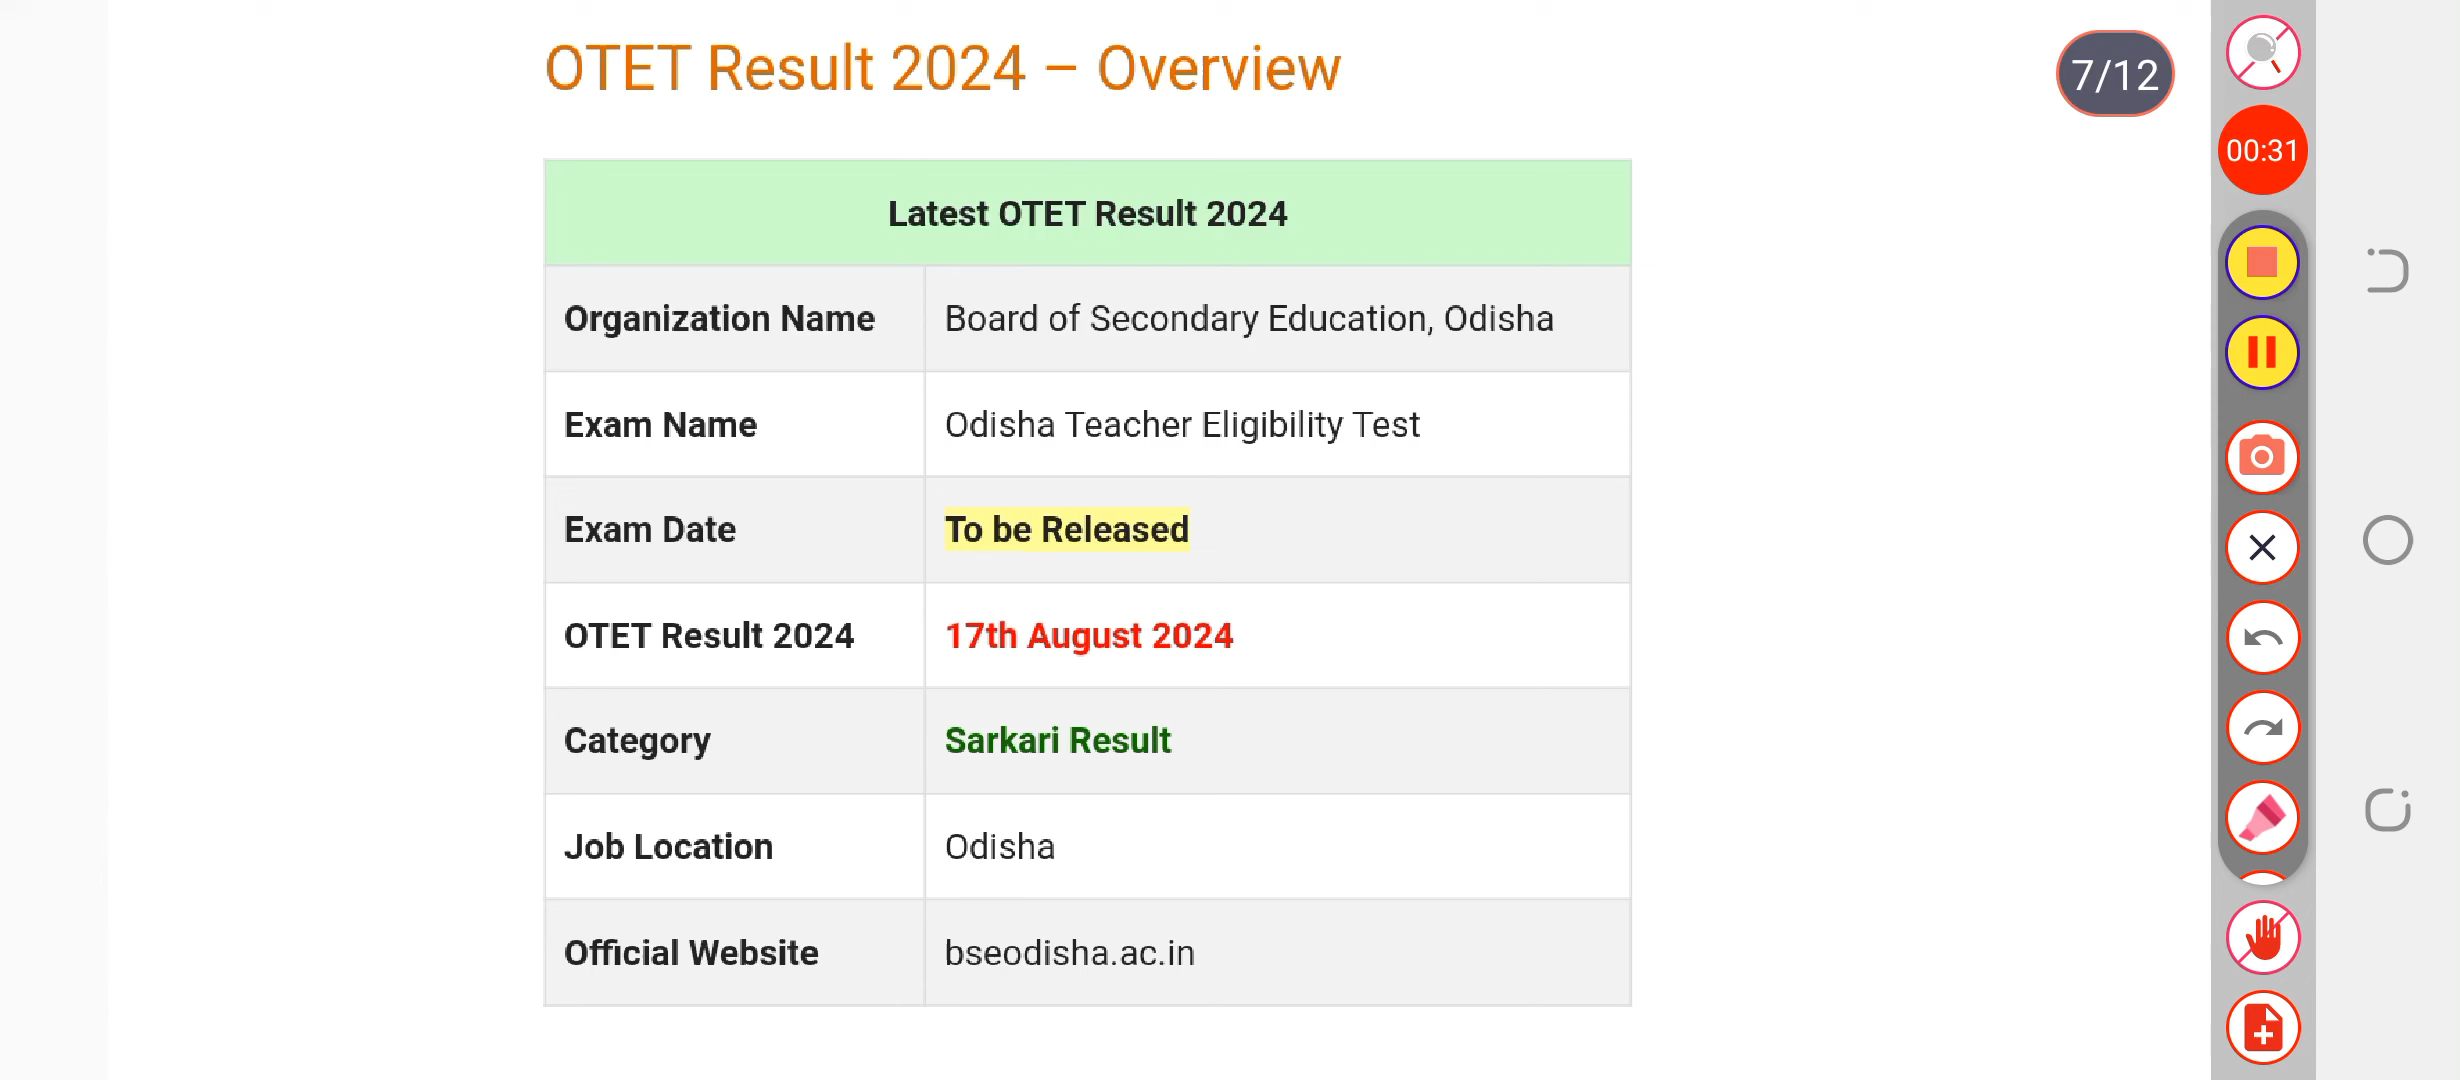 OTET Result 2024 – Overview
7/12
00:31
Latest OTET Result 2024
Organization Name Board of Secondary Education, Odisha
Exam Name Odisha Teacher Eligibility Test
Exam Date To be Released
OTET Result 2024 17th August 2024
Category Sarkari Result
Job Location Odisha
Official Website bseodisha.ac.in